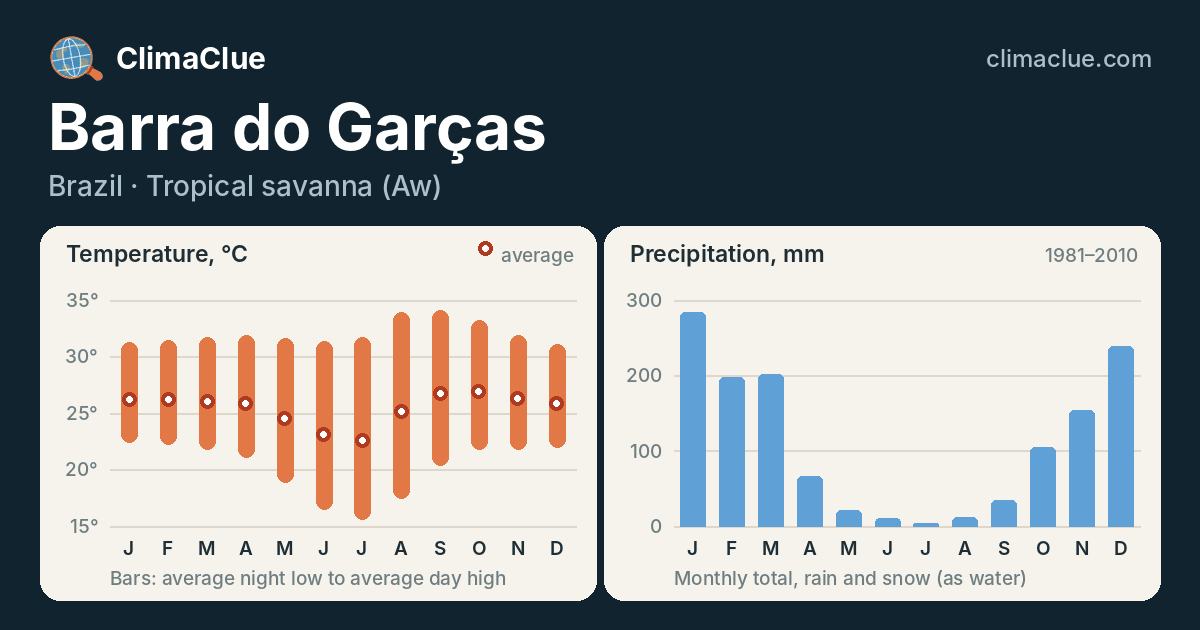 ClimaClue
climaclue.com
Barra do Garças
Brazil · Tropical savanna (Aw)
Temperature, °C
average
35°
30°
25°
20°
15°
J F M A M J J A S O N D
Bars: average night low to average day high
Precipitation, mm
1981–2010
300
200
100
0
J F M A M J J A S O N D
Monthly total, rain and snow (as water)